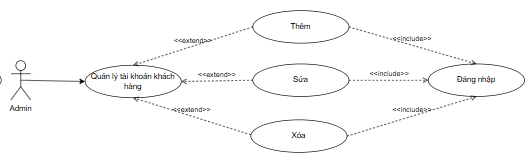 Thêm
<<extend>>
<<include>>
Quản lý tài khoản khách
hàng
<<extend>>
Sửa
<<include>>
Đăng nhập
Admin
<<extend>>
<<include>>
Xóa